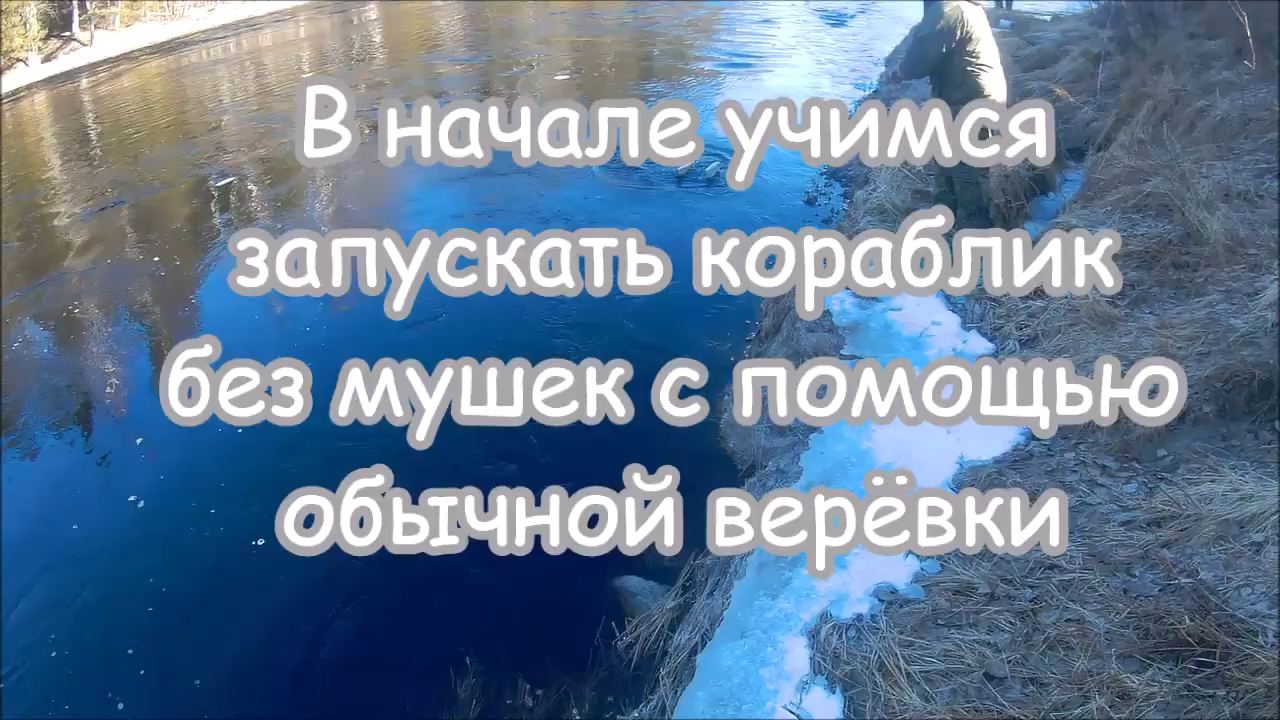 В начале учимся
запускать кораблик
без мушек с помощью
обычной верёвки